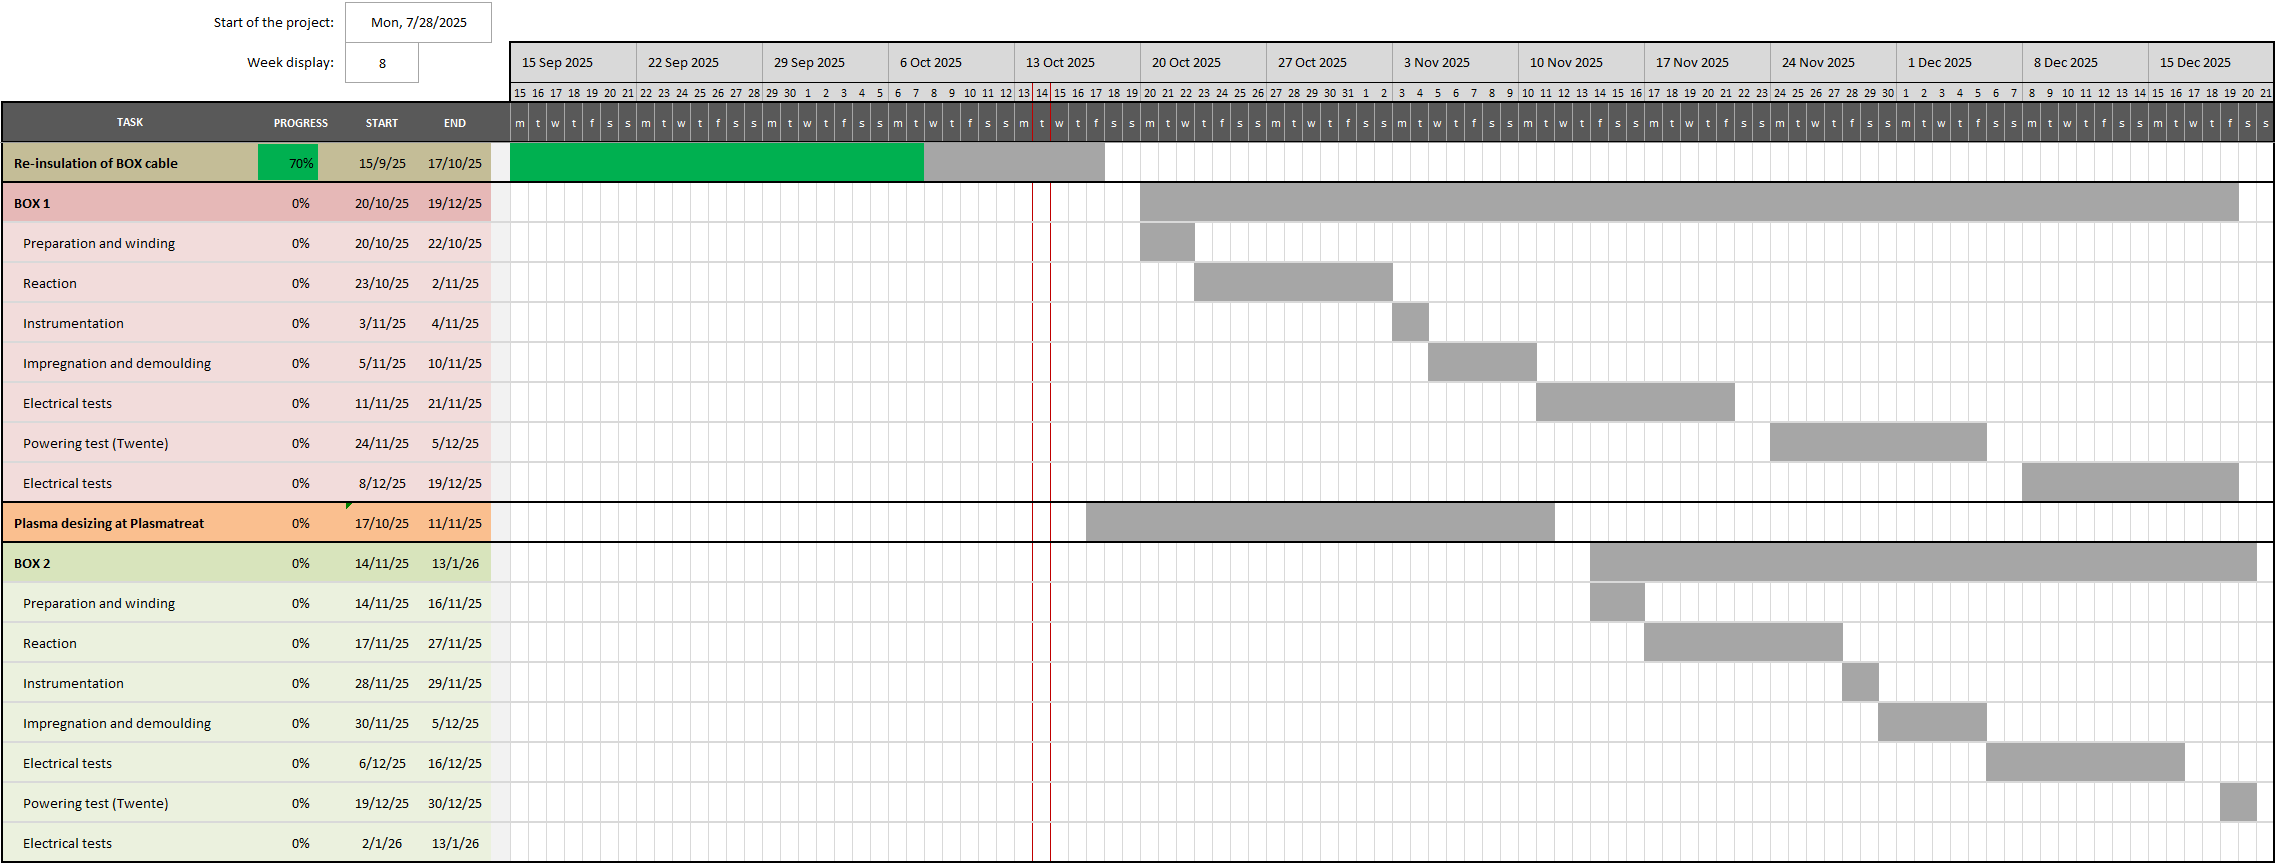 Start of the project: Mon, 7/28/2025
Week display: 8
15 Sep 2025 22 Sep 2025 29 Sep 2025 6 Oct 2025 13 Oct 2025 20 Oct 2025 27 Oct 2025 3 Nov 2025 10 Nov 2025 17 Nov 2025 24 Nov 2025 1 Dec 2025 8 Dec 2025 15 Dec 2025
15 16 17 18 19 20 21 22 23 24 25 26 27 28 29 30 1 2 3 4 5 6 7 8 9 10 11 12 13 14 15 16 17 18 19 20 21 22 23 24 25 26 27 28 29 30 31 1 2 3 4 5 6 7 8 9 10 11 12 13 14 15 16 17 18 19 20 21 22 23 24 25 26 27 28 29 30 1 2 3 4 5 6 7 8 9 10 11 12 13 14 15 16 17 18 19 20 21
TASK PROGRESS START END m t w t f s s m t w t f s s m t w t f s s m t w t f s s m t w t f s s m t w t f s s m t w t f s s m t w t f s s m t w t f s s m t w t f s s m t w t f s s m t w t f s s m t w t f s s m t w t f s s
Re-insulation of BOX cable 70% 15/9/25 17/10/25
BOX 1 0% 20/10/25 19/12/25
Preparation and winding 0% 20/10/25 22/10/25
Reaction 0% 23/10/25 2/11/25
Instrumentation 0% 3/11/25 4/11/25
Impregnation and demoulding 0% 5/11/25 10/11/25
Electrical tests 0% 11/11/25 21/11/25
Powering test (Twente) 0% 24/11/25 5/12/25
Electrical tests 0% 8/12/25 19/12/25
Plasma desizing at Plasmatreat 0% 17/10/25 11/11/25
BOX 2 0% 14/11/25 13/1/26
Preparation and winding 0% 14/11/25 16/11/25
Reaction 0% 17/11/25 27/11/25
Instrumentation 0% 28/11/25 29/11/25
Impregnation and demoulding 0% 30/11/25 5/12/25
Electrical tests 0% 6/12/25 16/12/25
Powering test (Twente) 0% 19/12/25 30/12/25
Electrical tests 0% 2/1/26 13/1/26